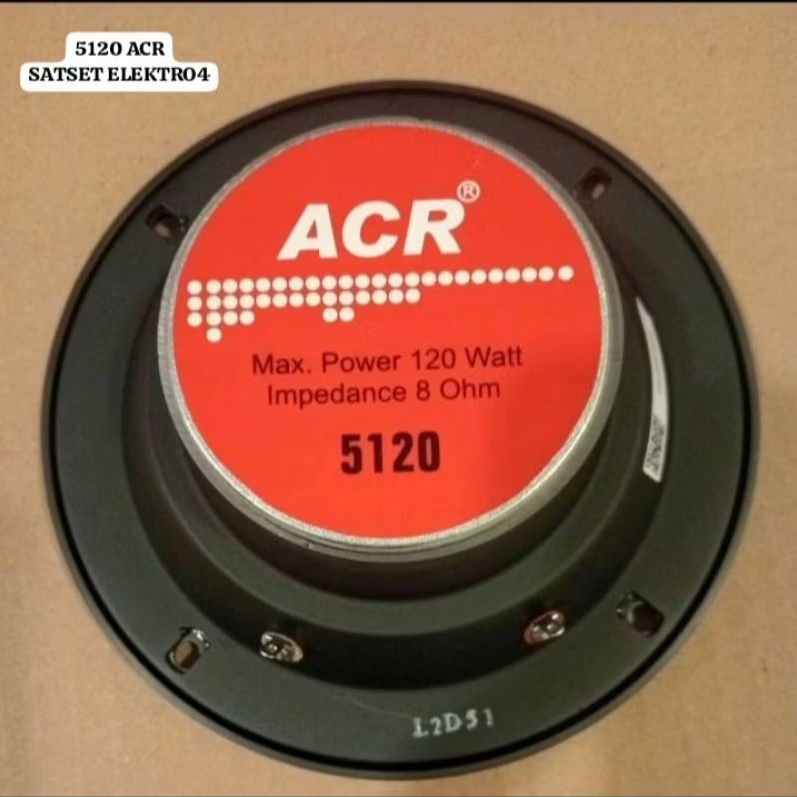 5120 ACR
SATSET ELEKTRO4
ACR®
Max. Power 120 Watt
Impedance 8 Ohm
5120
L2D51